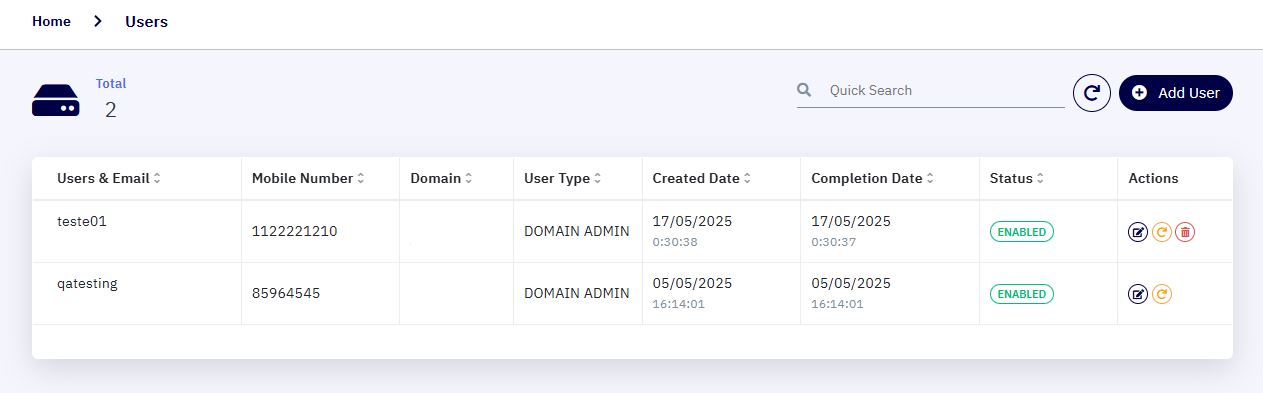 Home Users
Total
2
Quick Search
Add User
Users & Email Mobile Number Domain User Type Created Date Completion Date Status Actions
teste01 1122221210 DOMAIN ADMIN 17/05/2025 17/05/2025 ENABLED
0:30:38 0:30:37
qatesting 85964545 DOMAIN ADMIN 05/05/2025 05/05/2025 ENABLED
16:14:01 16:14:01